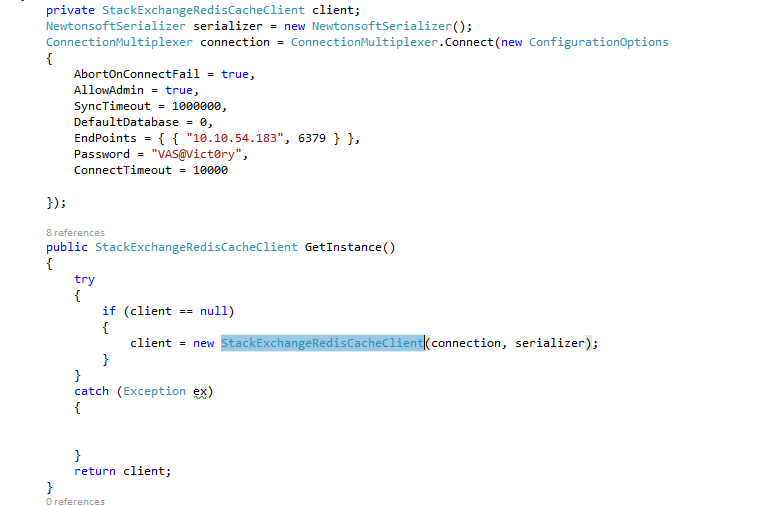 private StackExchangeRedisCacheClient client;
NewtonsoftSerializer serializer = new NewtonsoftSerializer();
ConnectionMultiplexer connection = ConnectionMultiplexer.Connect(new ConfigurationOptions
{
    AbortOnConnectFail = true,
    AllowAdmin = true,
    SyncTimeout = 1000000,
    DefaultDatabase = 0,
    EndPoints = { { "10.10.54.183", 6379 } },
    Password = "VAS@Vict0ry",
    ConnectTimeout = 10000
});
8 references
public StackExchangeRedisCacheClient GetInstance()
{
    try
    {
        if (client == null)
        {
            client = new StackExchangeRedisCacheClient(connection, serializer);
        }
    }
    catch (Exception ex)
    {
    }
    return client;
}
0 references